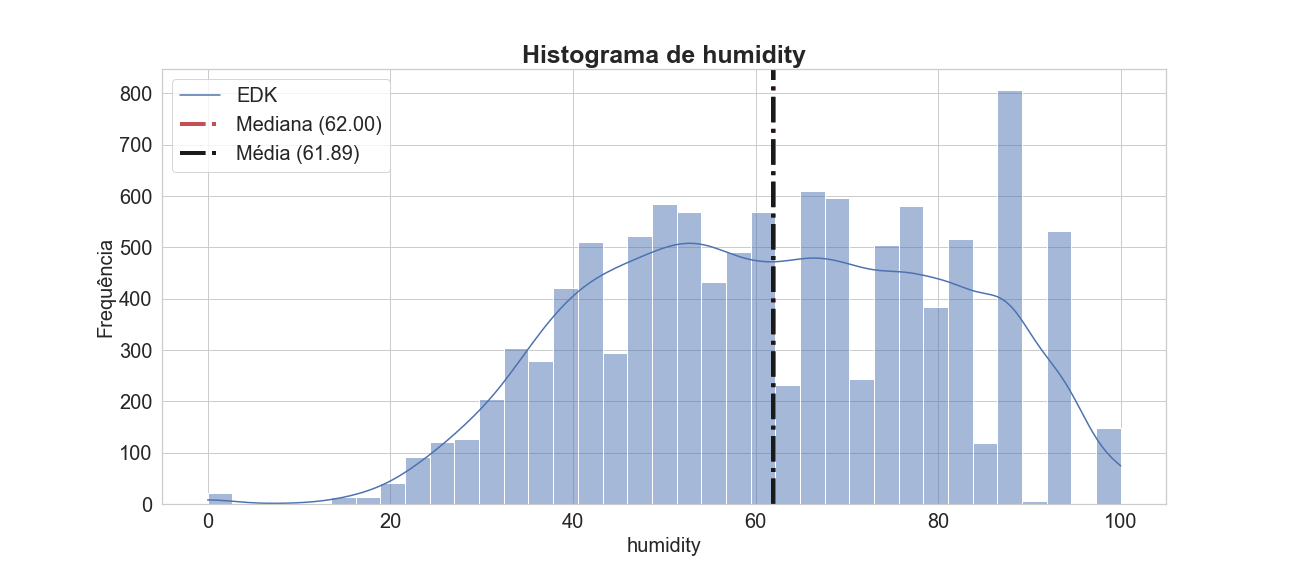 Histograma de humidity
EDK
Mediana (62.00)
Média (61.89)
Frequência
800
700
600
500
400
300
200
100
0
0 20 40 60 80 100
humidity